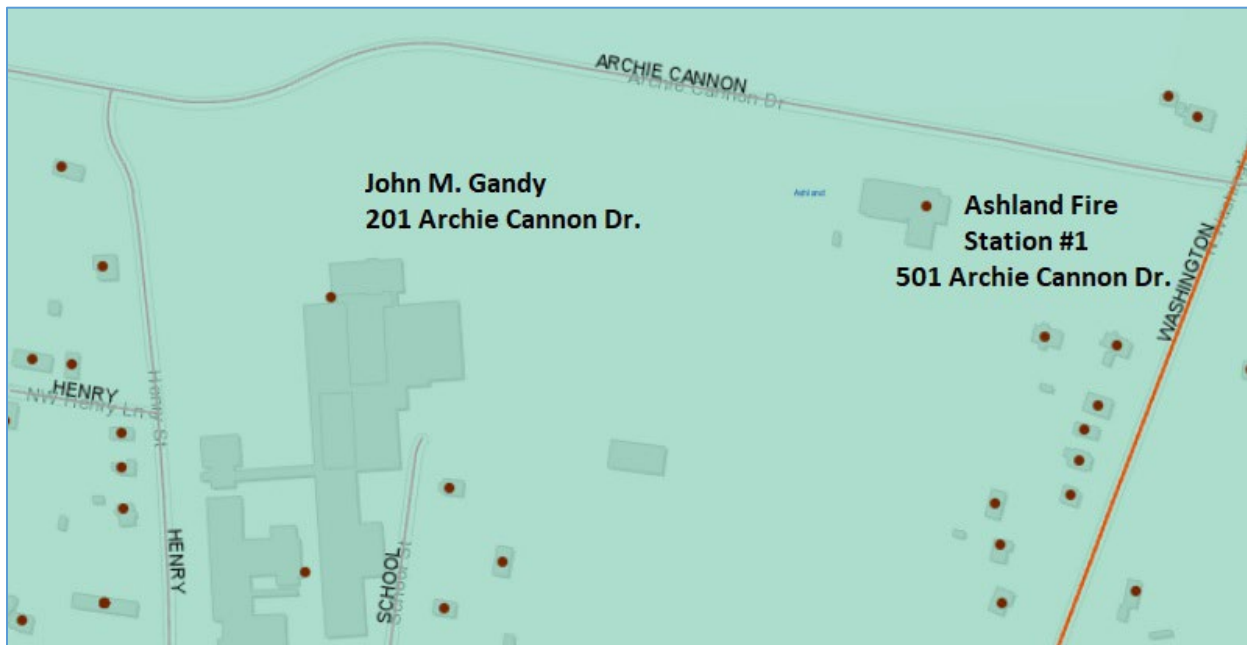 ARCHIE CANNON
Archie Cannon Dr
John M. Gandy
201 Archie Cannon Dr.
Ashland
Ashland Fire
Station #1
501 Archie Cannon Dr.
WASHINGTON
HENRY
NW Henry Ln
Henry St
HENRY
SCHOOL
School St